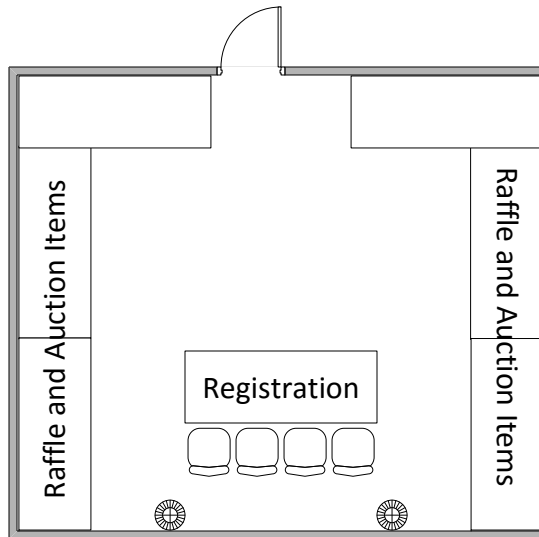 Raffle and Auction Items
Registration
Raffle and Auction Items